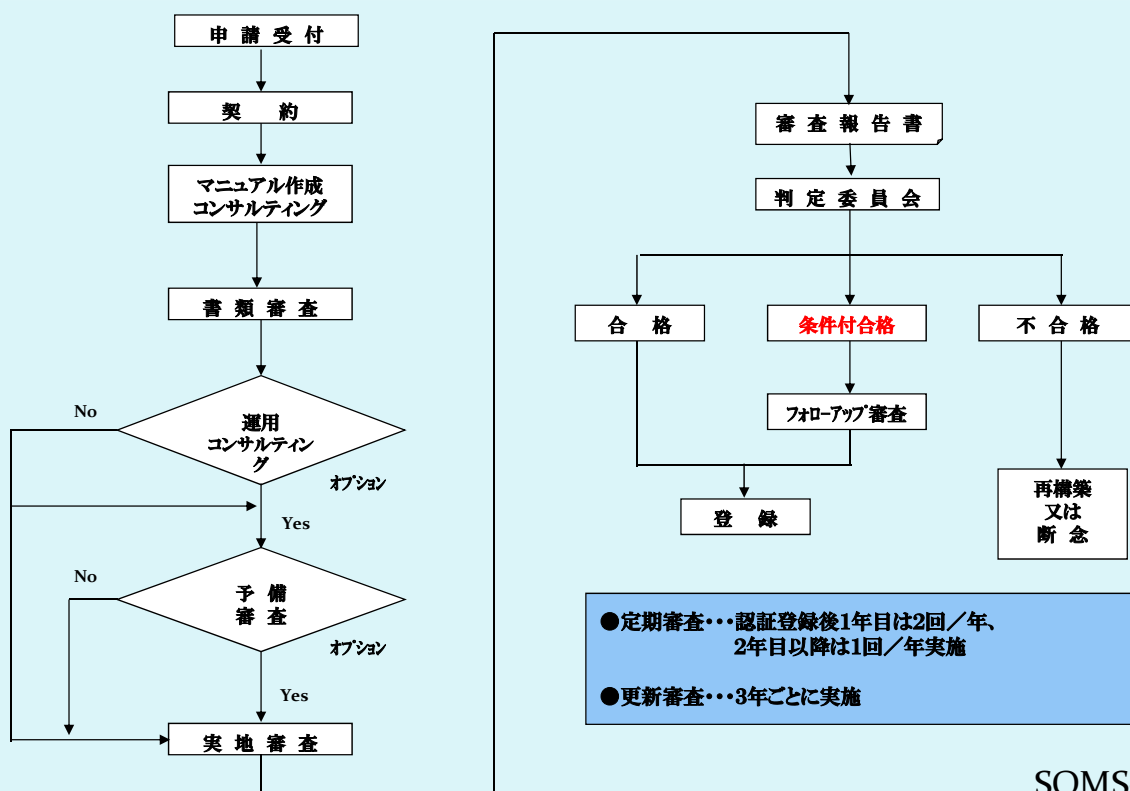 申 請 受 付
契 約
マニュアル作成
コンサルティング
書 類 審 査
No
運用
コンサルティン
グ
オプション
Yes
No
予 備
審 査
オプション
Yes
実 地 審 査
審 査 報 告 書
判 定 委 員 会
合 格
条件付合格
不 合 格
フォローアップ審査
登 録
再構築
又は
断 念
●定期審査・・・認証登録後1年目は2回／年、
2年目以降は1回／年実施
●更新審査・・・3年ごとに実施
SOMS